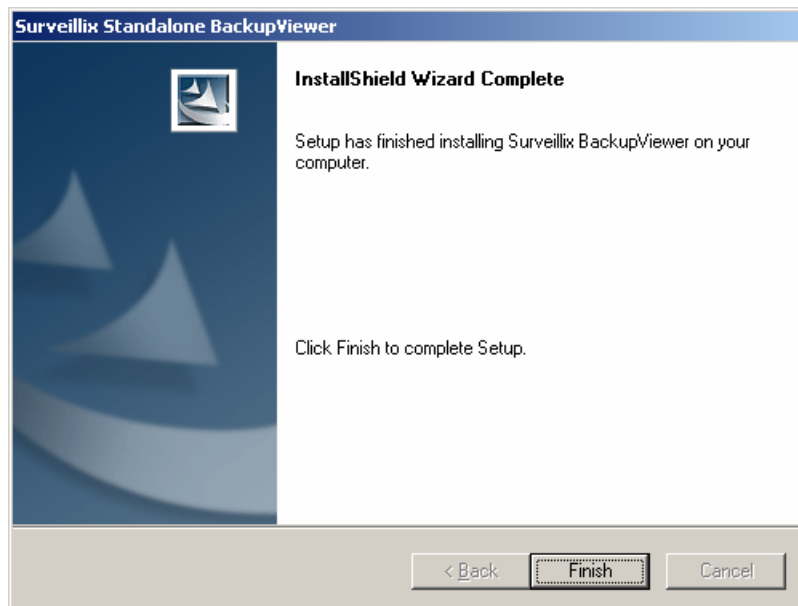 Surveillix Standalone BackupViewer
InstallShield Wizard Complete
Setup has finished installing Surveillix BackupViewer on your
computer.
Click Finish to complete Setup.
< Back
Finish
Cancel